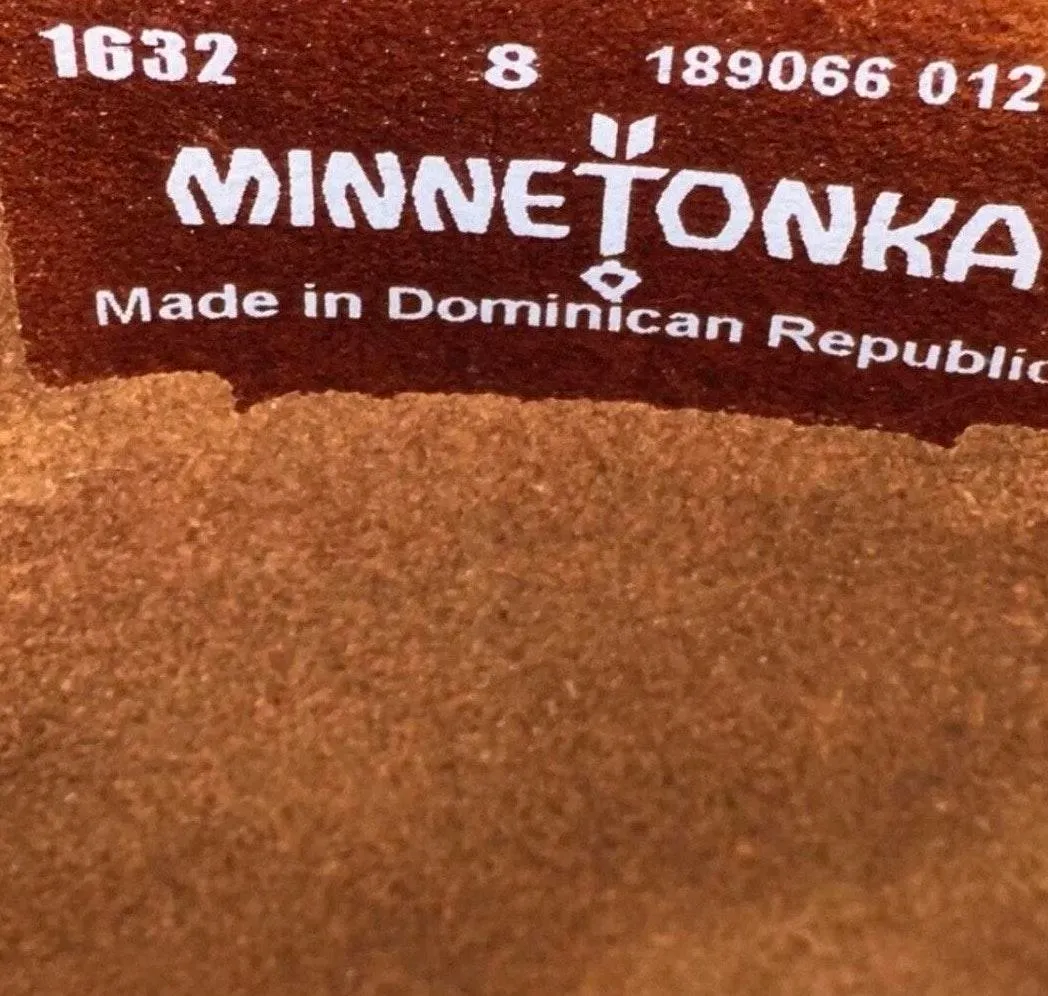 1632 8 189066 012
MINNETONKA
Made in Dominican Republic